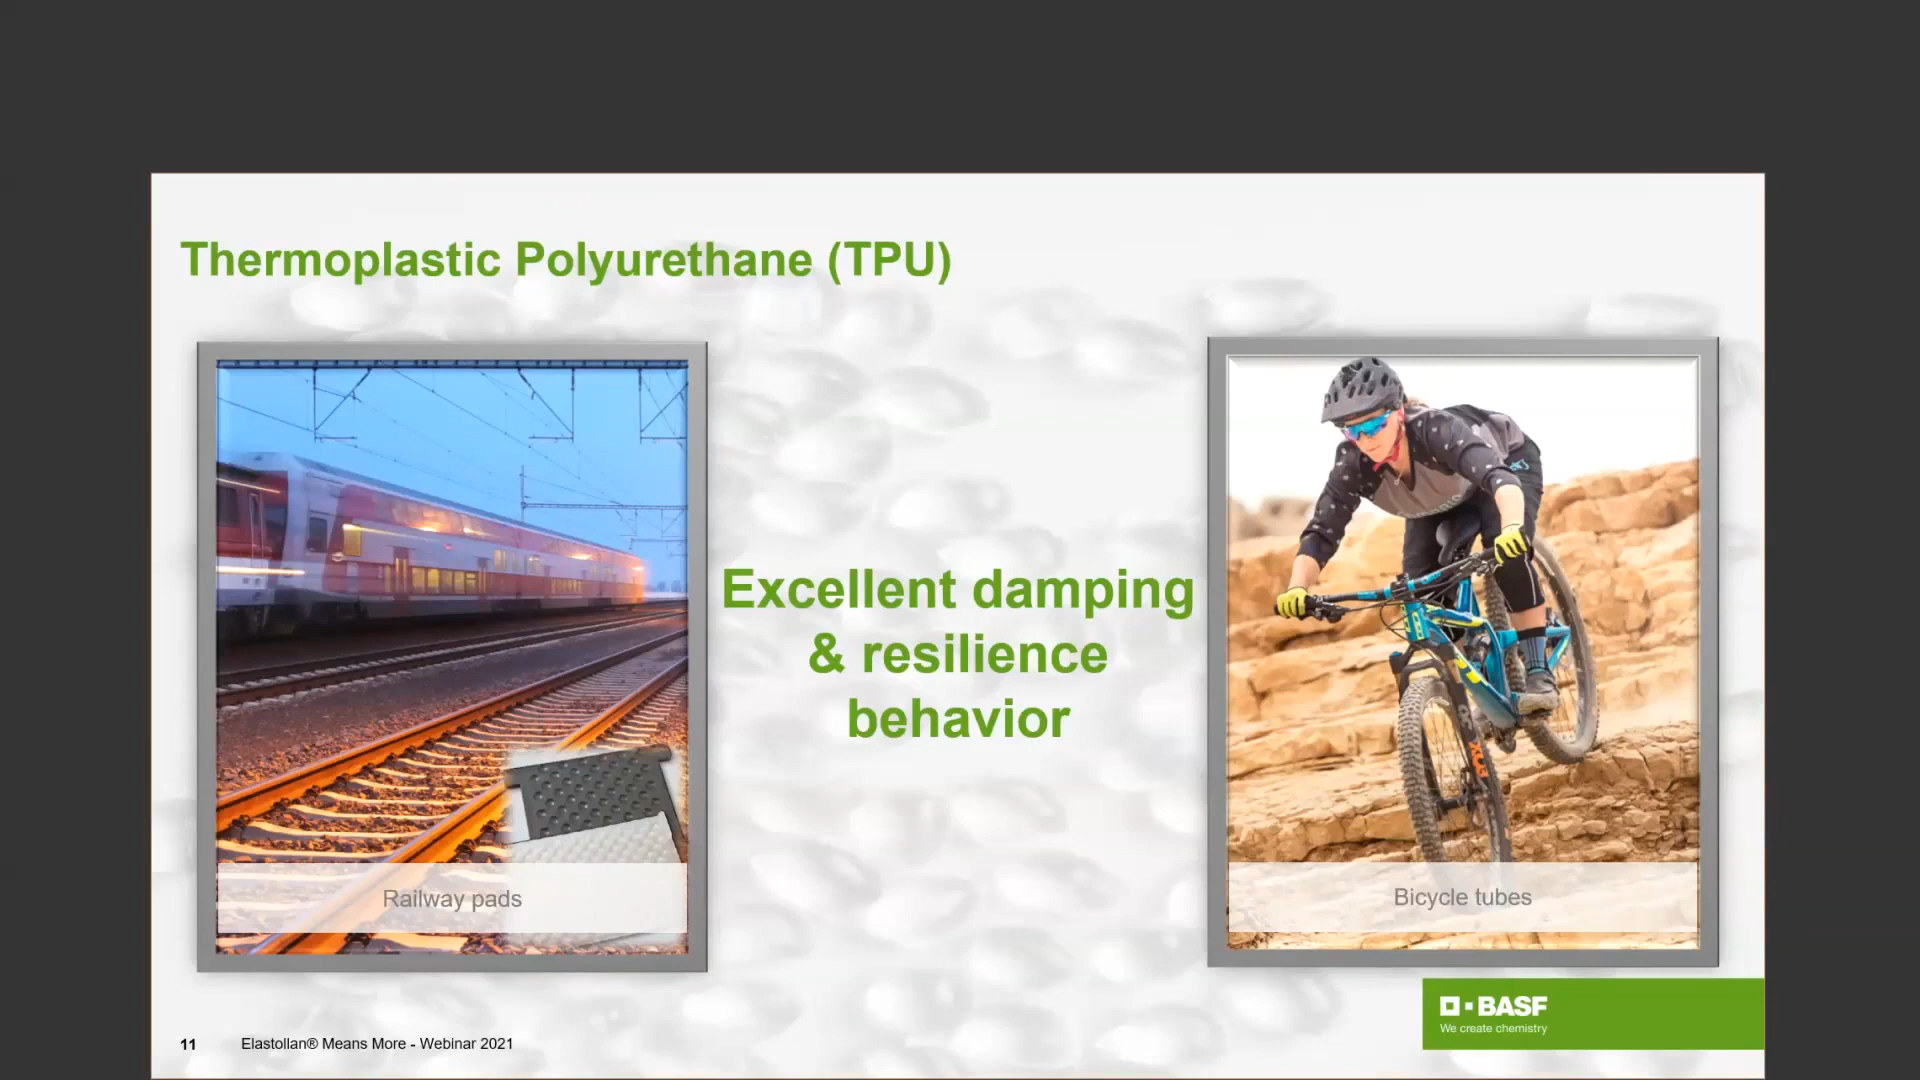 Thermoplastic Polyurethane (TPU)
Excellent damping
& resilience
behavior
Railway pads
Bicycle tubes
11
Elastollan® Means More - Webinar 2021
BASF
We create chemistry